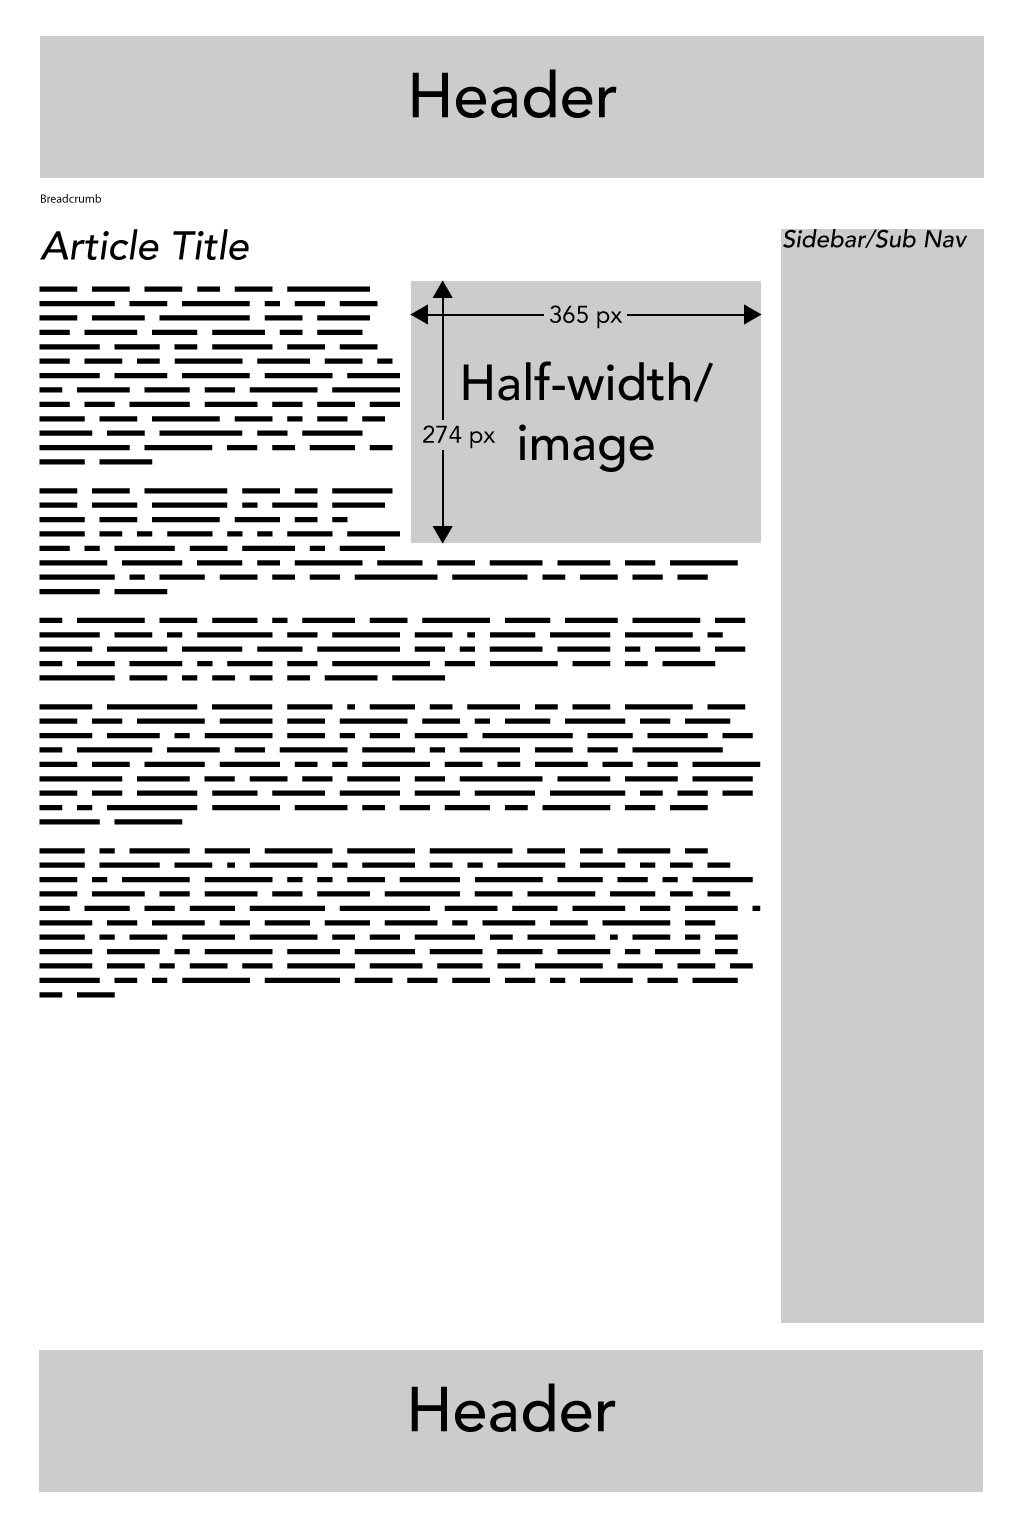 Header
Breadcrumb
Article Title
Sidebar/Sub Nav
365 px
Half-width/
274 px
image
Header